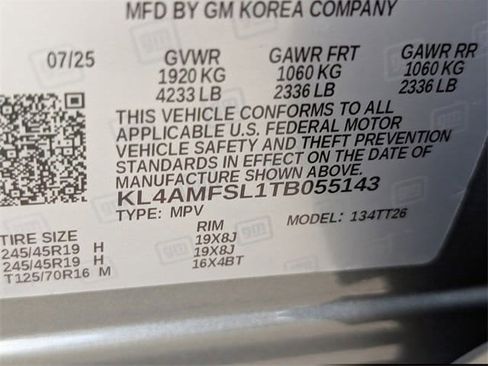 MFD BY GM KOREA COMPANY
07/25 GVWR GAWR FRT GAWR RR
1920 KG 1060 KG 1060 KG
4233 LB 2336 LB 2336 LB
THIS VEHICLE CONFORMS TO ALL
APPLICABLE U.S. FEDERAL MOTOR
VEHICLE SAFETY AND THEFT PREVENTION
STANDARDS IN EFFECT ON THE DATE OF
MANUFACTURE SHOWN ABOVE.
KL4AMFSL1TB055143
TYPE: MPV MODEL: 134TT26
TIRE SIZE RIM
245/45R19 H 19X8J
245/45R19 H 19X8J
T125/70R16 M 16X4BT